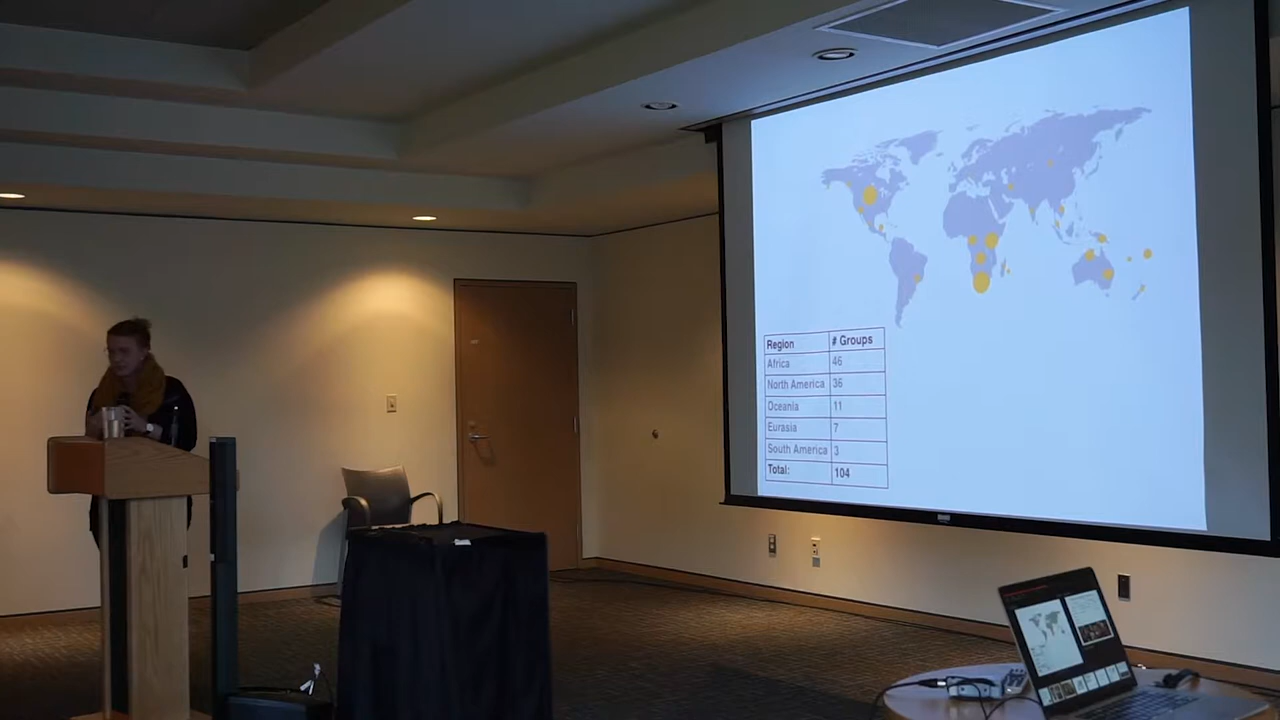 Region # Groups
Africa 46
North America 36
Oceania 11
Eurasia 7
South America 3
Total: 104